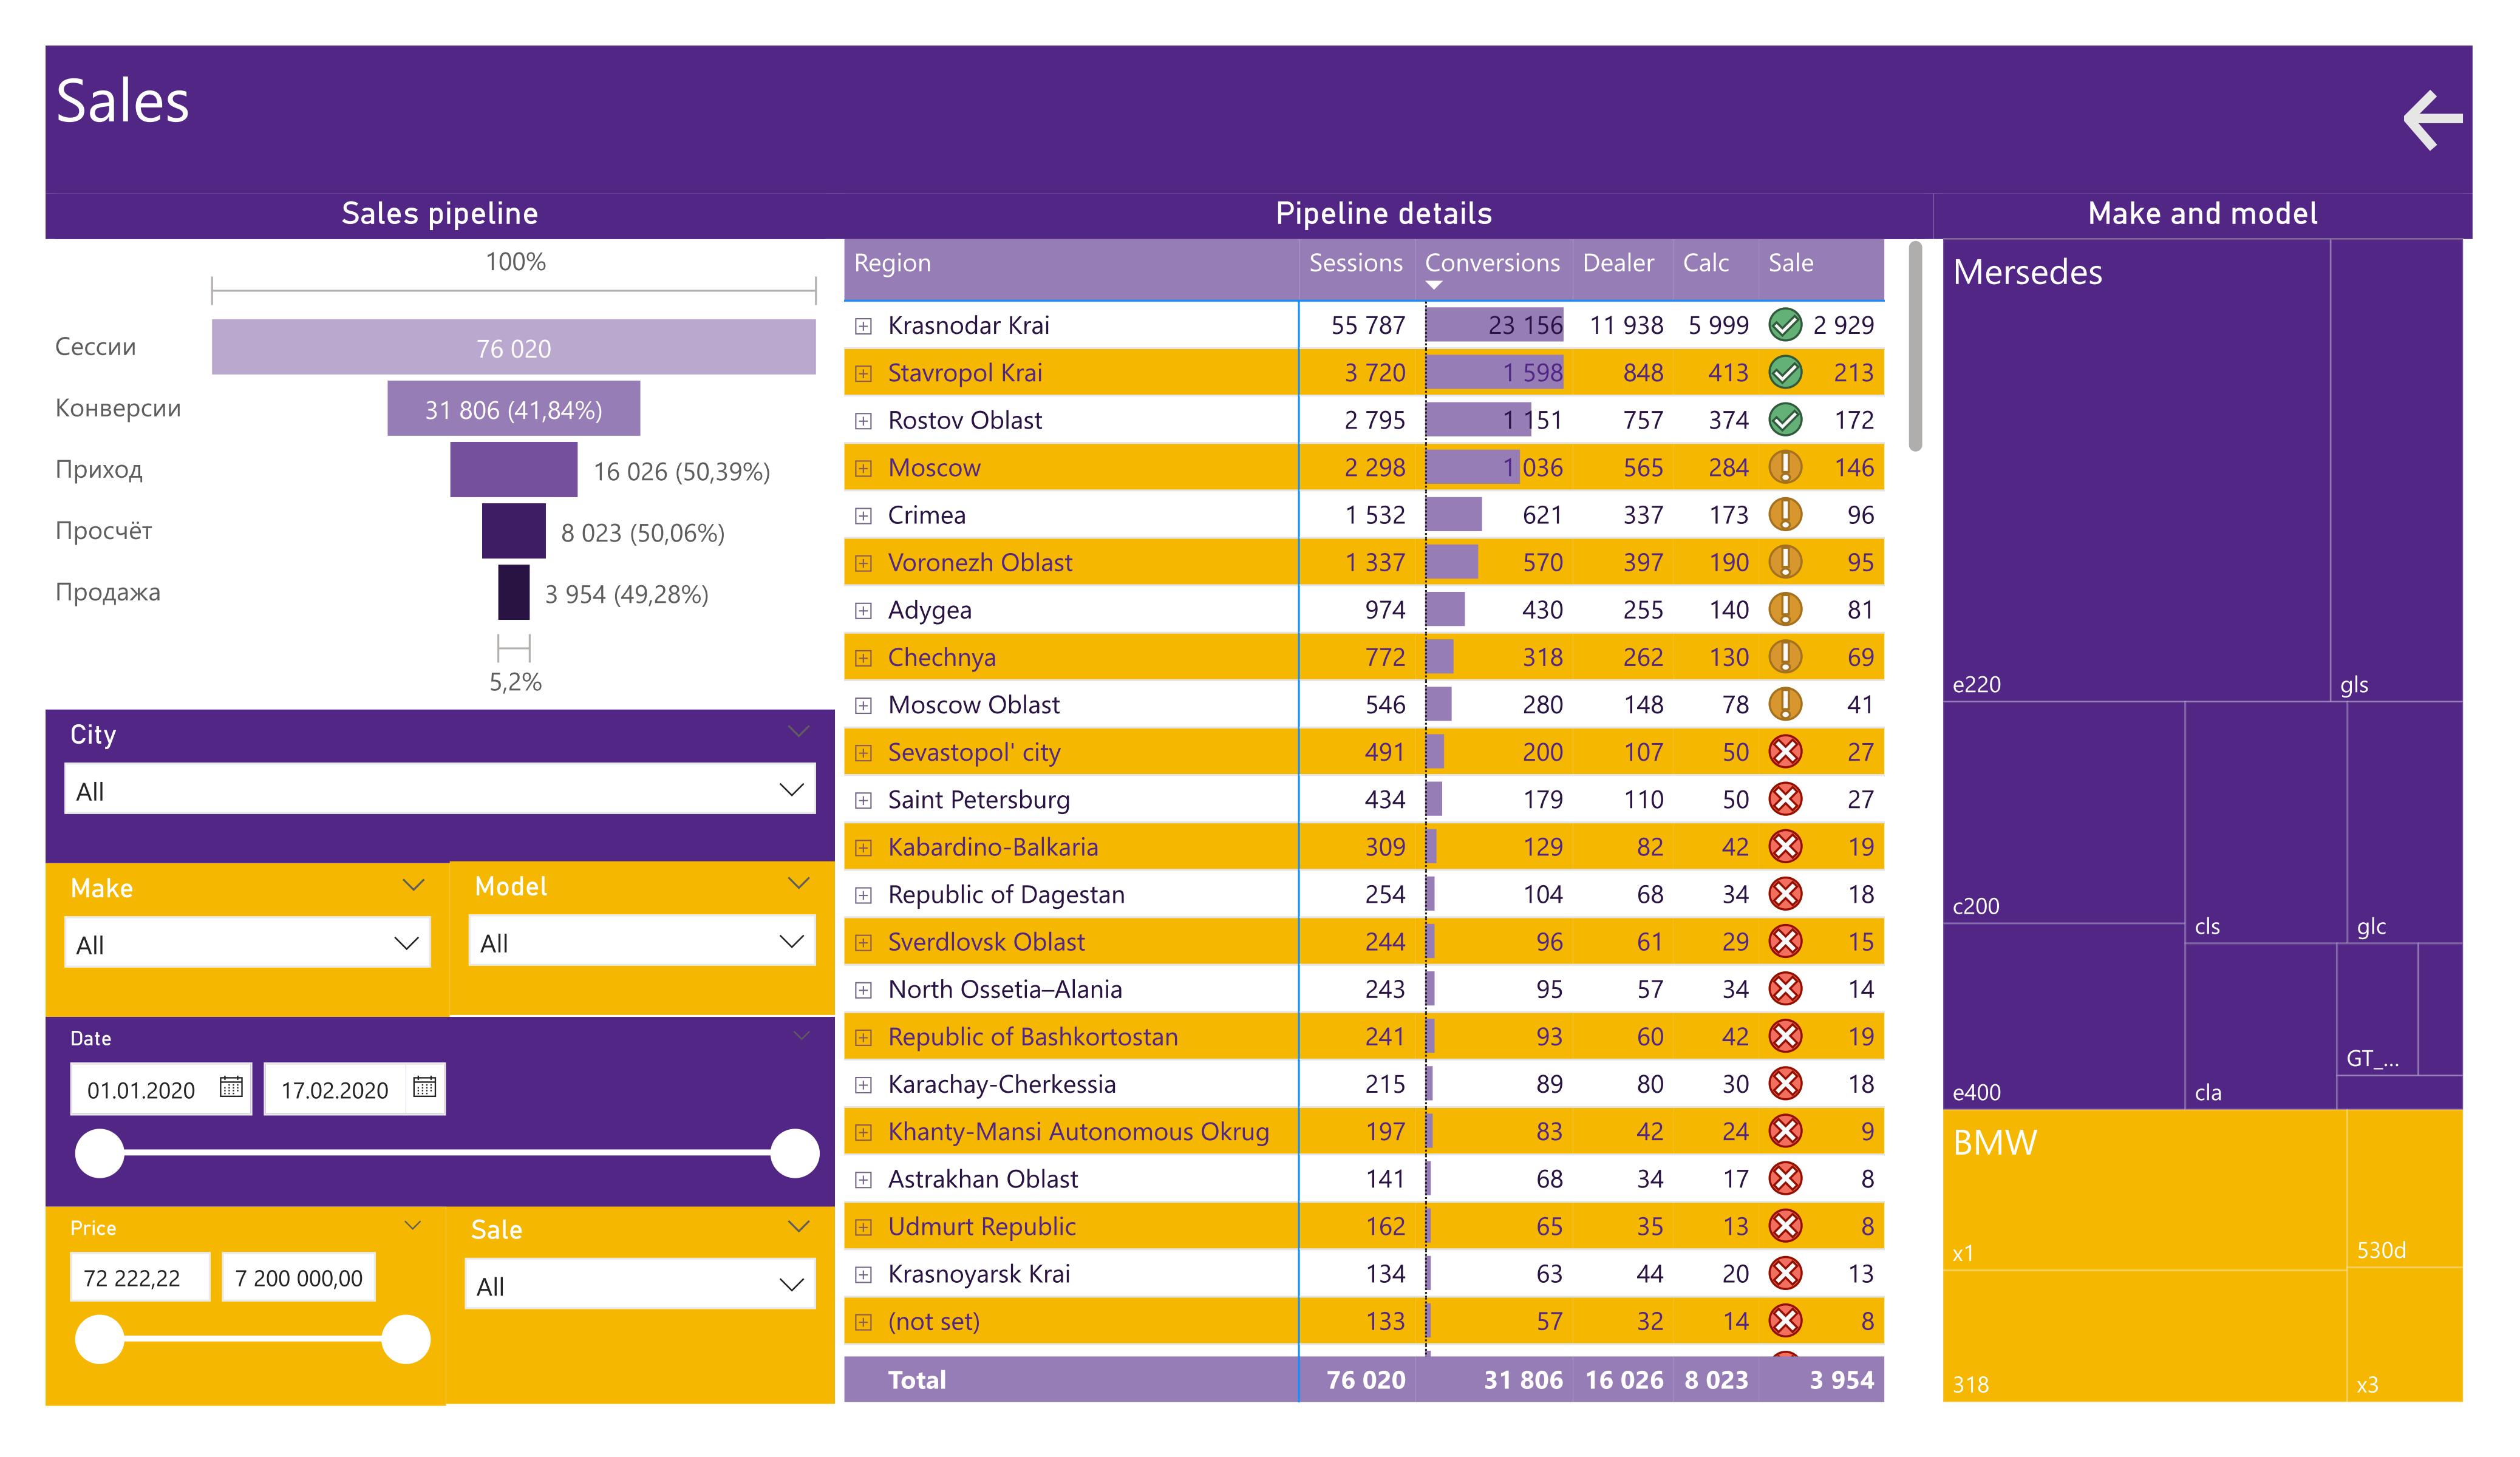 Sales
Sales pipeline
100%
Сессии
76 020
Конверсии
31 806 (41,84%)
Приход
16 026 (50,39%)
Просчёт
8 023 (50,06%)
Продажа
3 954 (49,28%)
5,2%
City
All
Make
All
Model
All
Date
01.01.2020
17.02.2020
Price
72 222,22
7 200 000,00
Sale
All
Pipeline details
Region Sessions Conversions Dealer Calc Sale
Krasnodar Krai 55 787 23 156 11 938 5 999 2 929
Stavropol Krai 3 720 1 598 848 413 213
Rostov Oblast 2 795 1 151 757 374 172
Moscow 2 298 1 036 565 284 146
Crimea 1 532 621 337 173 96
Voronezh Oblast 1 337 570 397 190 95
Adygea 974 430 255 140 81
Chechnya 772 318 262 130 69
Moscow Oblast 546 280 148 78 41
Sevastopol' city 491 200 107 50 27
Saint Petersburg 434 179 110 50 27
Kabardino-Balkaria 309 129 82 42 19
Republic of Dagestan 254 104 68 34 18
Sverdlovsk Oblast 244 96 61 29 15
North Ossetia–Alania 243 95 57 34 14
Republic of Bashkortostan 241 93 60 42 19
Karachay-Cherkessia 215 89 80 30 18
Khanty-Mansi Autonomous Okrug 197 83 42 24 9
Astrakhan Oblast 141 68 34 17 8
Udmurt Republic 162 65 35 13 8
Krasnoyarsk Krai 134 63 44 20 13
(not set) 133 57 32 14 8
Total 76 020 31 806 16 026 8 023 3 954
Make and model
Mersedes
e220
gls
c200
cls
glc
e400
cla
GT_...
BMW
x1
530d
318
x3